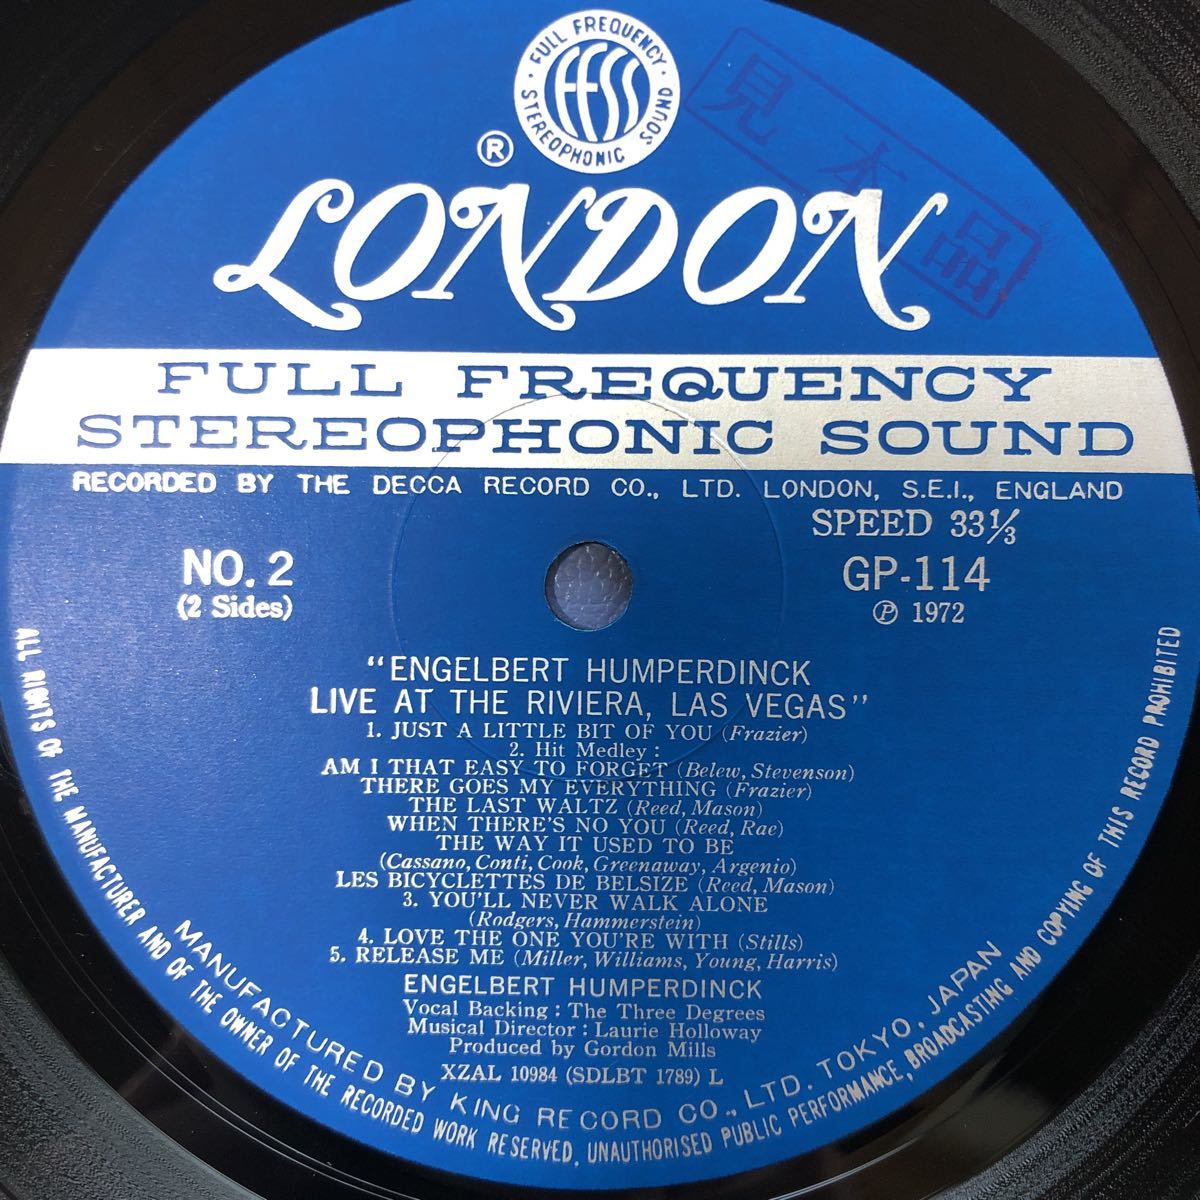 FULL FREQUENCY
STEREOPHONIC SOUND
FFSS
見本品
®
LONDON
FULL FREQUENCY
STEREOPHONIC SOUND
RECORDED BY THE DECCA RECORD CO., LTD. LONDON, S.E.I., ENGLAND
SPEED 33⅓
NO. 2
(2 Sides)
GP-114
℗ 1972
“ENGELBERT HUMPERDINCK
LIVE AT THE RIVIERA, LAS VEGAS”
1. JUST A LITTLE BIT OF YOU (Frazier)
2. Hit Medley :
AM I THAT EASY TO FORGET (Belew, Stevenson)
THERE GOES MY EVERYTHING (Frazier)
THE LAST WALTZ (Reed, Mason)
WHEN THERE'S NO YOU (Reed, Rae)
THE WAY IT USED TO BE
(Cassano, Conti, Cook, Greenaway, Argenio)
LES BICYCLETTES DE BELSIZE (Reed, Mason)
3. YOU'LL NEVER WALK ALONE
(Rodgers, Hammerstein)
4. LOVE THE ONE YOU'RE WITH (Stills)
5. RELEASE ME (Miller, Williams, Young, Harris)
ENGELBERT HUMPERDINCK
Vocal Backing : The Three Degrees
Musical Director : Laurie Holloway
Produced by Gordon Mills
XZAL 10984 (SDLBT 1789) L
MANUFACTURED BY KING RECORD CO., LTD. TOKYO, JAPAN
ALL RIGHTS OF THE MANUFACTURER AND OF THE OWNER OF THE RECORDED WORK RESERVED. UNAUTHORISED PUBLIC PERFORMANCE, BROADCASTING AND COPYING OF THIS RECORD PROHIBITED